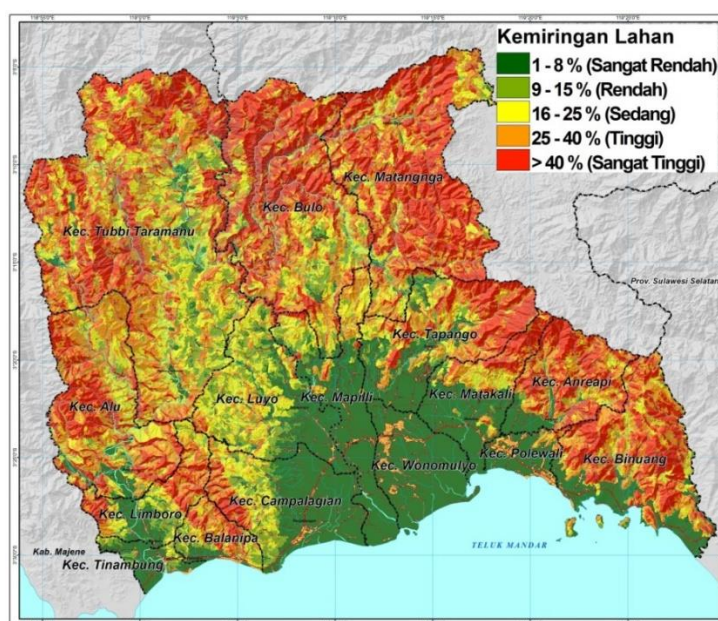 Kemiringan Lahan
1 - 8 % (Sangat Rendah)
9 - 15 % (Rendah)
16 - 25 % (Sedang)
25 - 40 % (Tinggi)
> 40 % (Sangat Tinggi)
Kec. Matangnga
Kec. Bulo
Kec. Tubbi Taramanu
Prov. Sulawesi Selatan
Kec. Tapango
Kec. Anreapi
Kec. Luyo
Kec. Mapilli
Kec. Matakali
Kec. Alu
Kec. Polewali
Kec. Binuang
Kec. Wonomulyo
Kec. Campalagian
Kec. Limboro
Kec. Balanipa
TELUK MANDAR
Kab. Majene
Kec. Tinambung